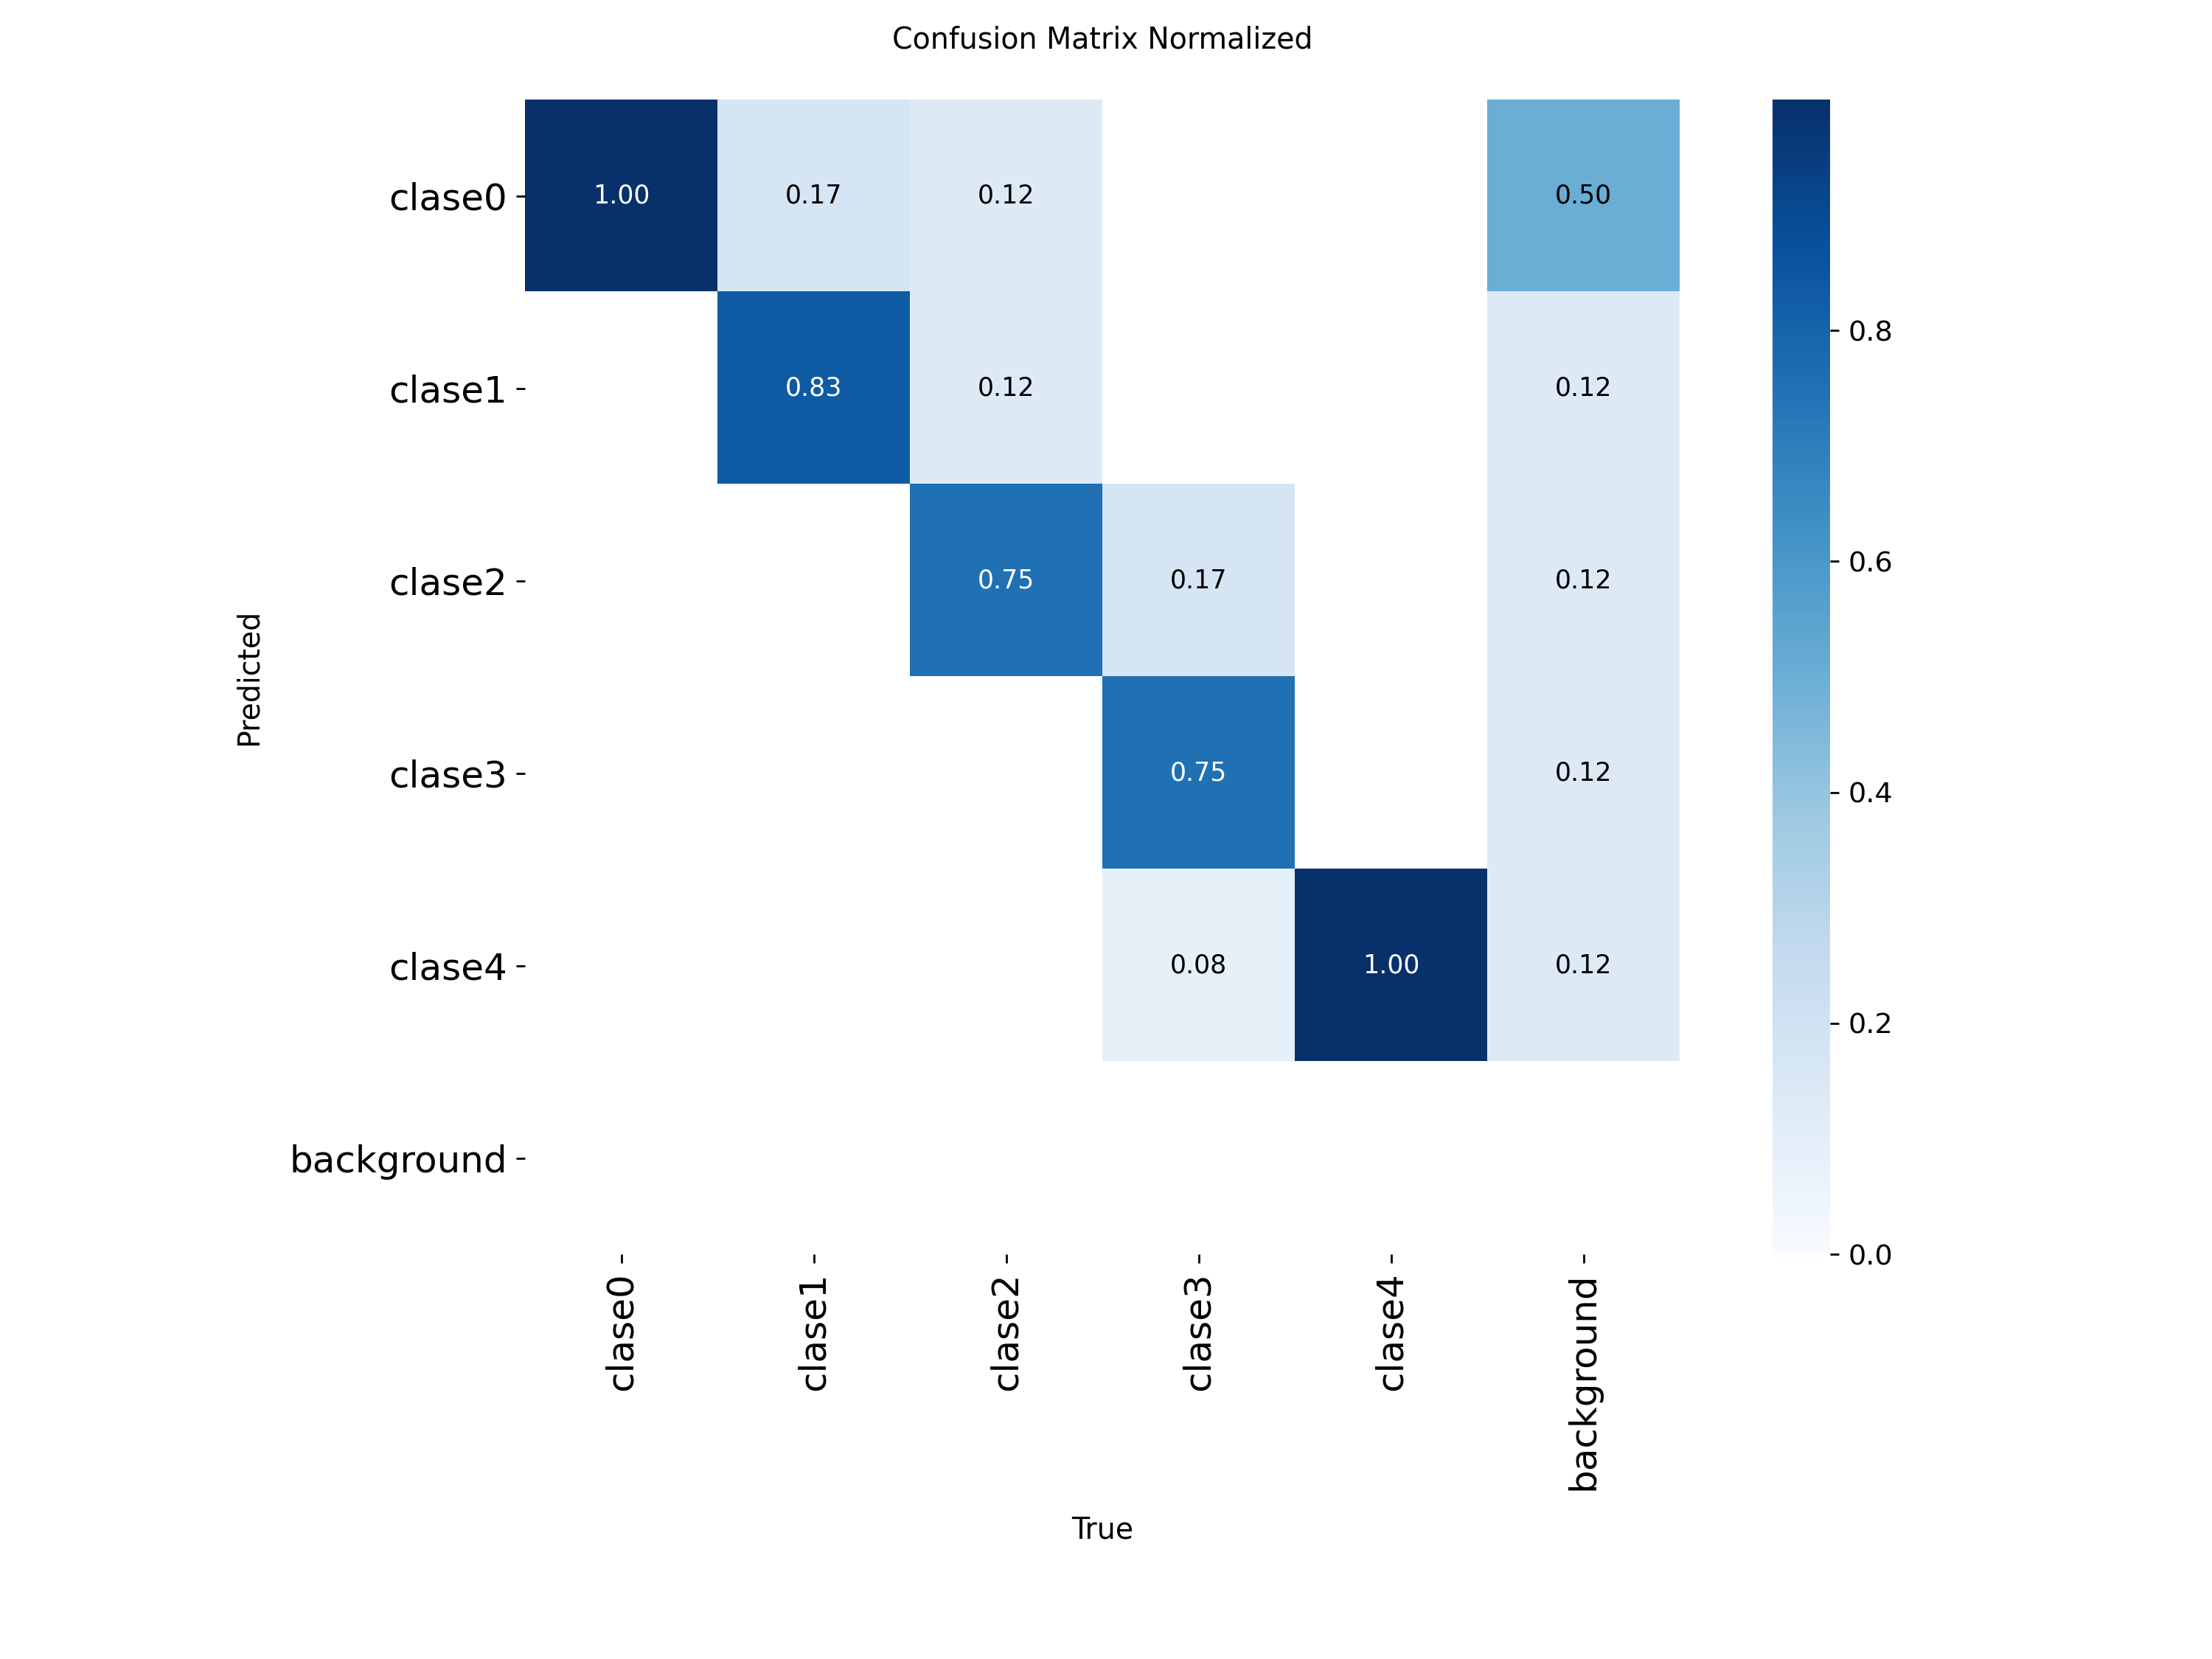 Confusion Matrix Normalized
clase0 1.00 0.17 0.12 0.50
clase1 0.83 0.12 0.12
clase2 0.75 0.17 0.12
clase3 0.75 0.12
clase4 0.08 1.00 0.12
background
Predicted
clase0 clase1 clase2 clase3 clase4 background
True
0.8
0.6
0.4
0.2
0.0